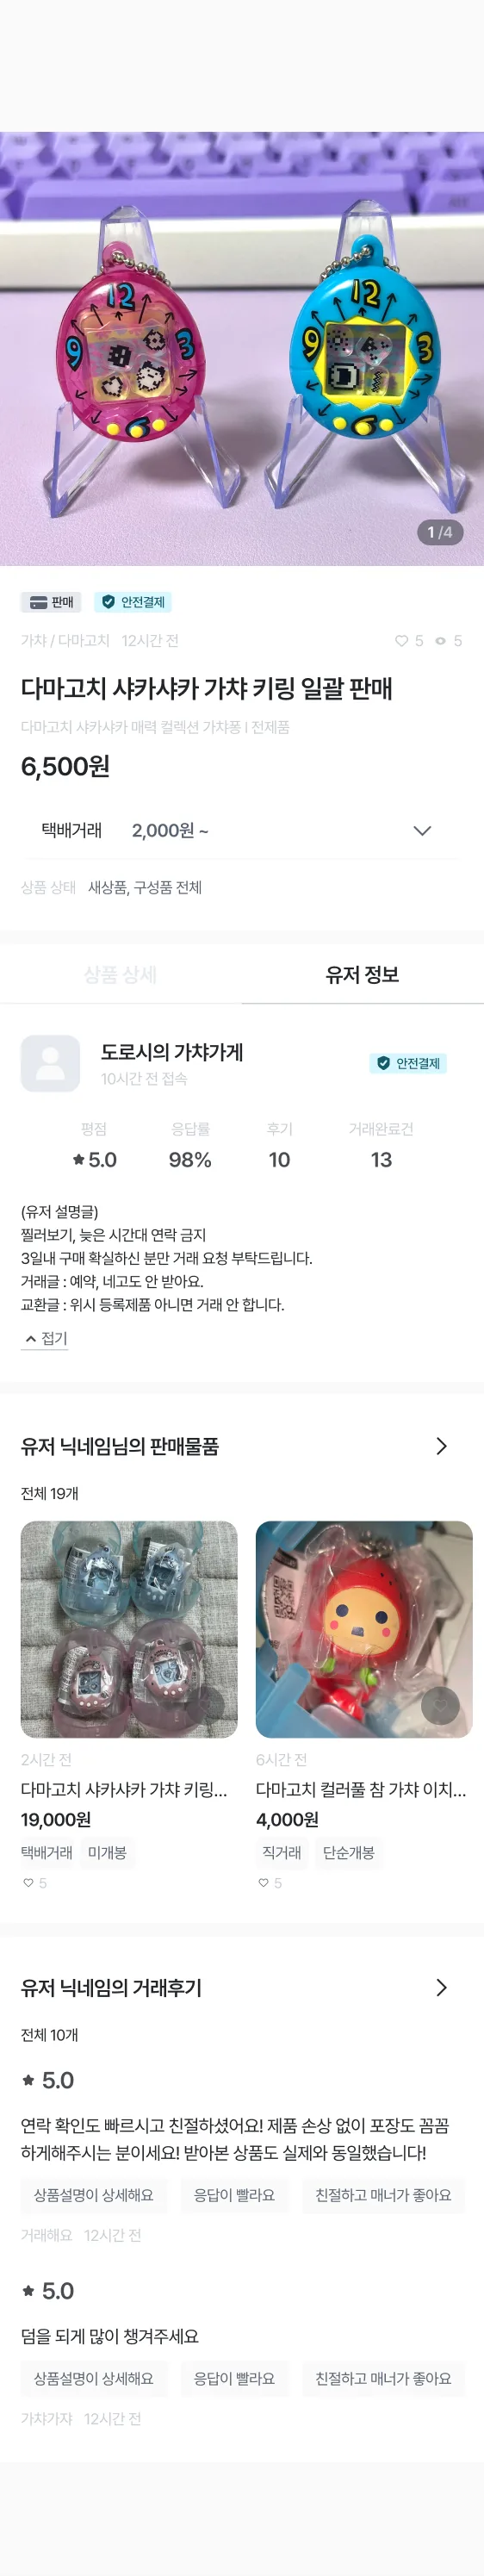 12
3
9
6
12
3
9
6
1 /4
판매
안전결제
가챠 / 다마고치 12시간 전
5 5
다마고치 샤카샤카 가챠 키링 일괄 판매
다마고치 샤카샤카 매력 컬렉션 가챠퐁 I 전제품
6,500원
택배거래 2,000원 ~
상품 상태 새상품, 구성품 전체
상품 상세 유저 정보
도로시의 가챠가게
10시간 전 접속
안전결제
평점 응답률 후기 거래완료건
5.0 98% 10 13
(유저 설명글)
찔러보기, 늦은 시간대 연락 금지
3일내 구매 확실하신 분만 거래 요청 부탁드립니다.
거래글 : 예약, 네고도 안 받아요.
교환글 : 위시 등록제품 아니면 거래 안 합니다.
접기
유저 닉네임님의 판매물품
전체 19개
2시간 전
다마고치 샤카샤카 가챠 키링...
19,000원
택배거래 미개봉
5
6시간 전
다마고치 컬러풀 참 가챠 이치...
4,000원
직거래 단순개봉
5
유저 닉네임의 거래후기
전체 10개
5.0
연락 확인도 빠르시고 친절하셨어요! 제품 손상 없이 포장도 꼼꼼
하게해주시는 분이세요! 받아본 상품도 실제와 동일했습니다!
상품설명이 상세해요 응답이 빨라요 친절하고 매너가 좋아요
거래해요 12시간 전
5.0
덤을 되게 많이 챙겨주세요
상품설명이 상세해요 응답이 빨라요 친절하고 매너가 좋아요
가챠가쟈 12시간 전